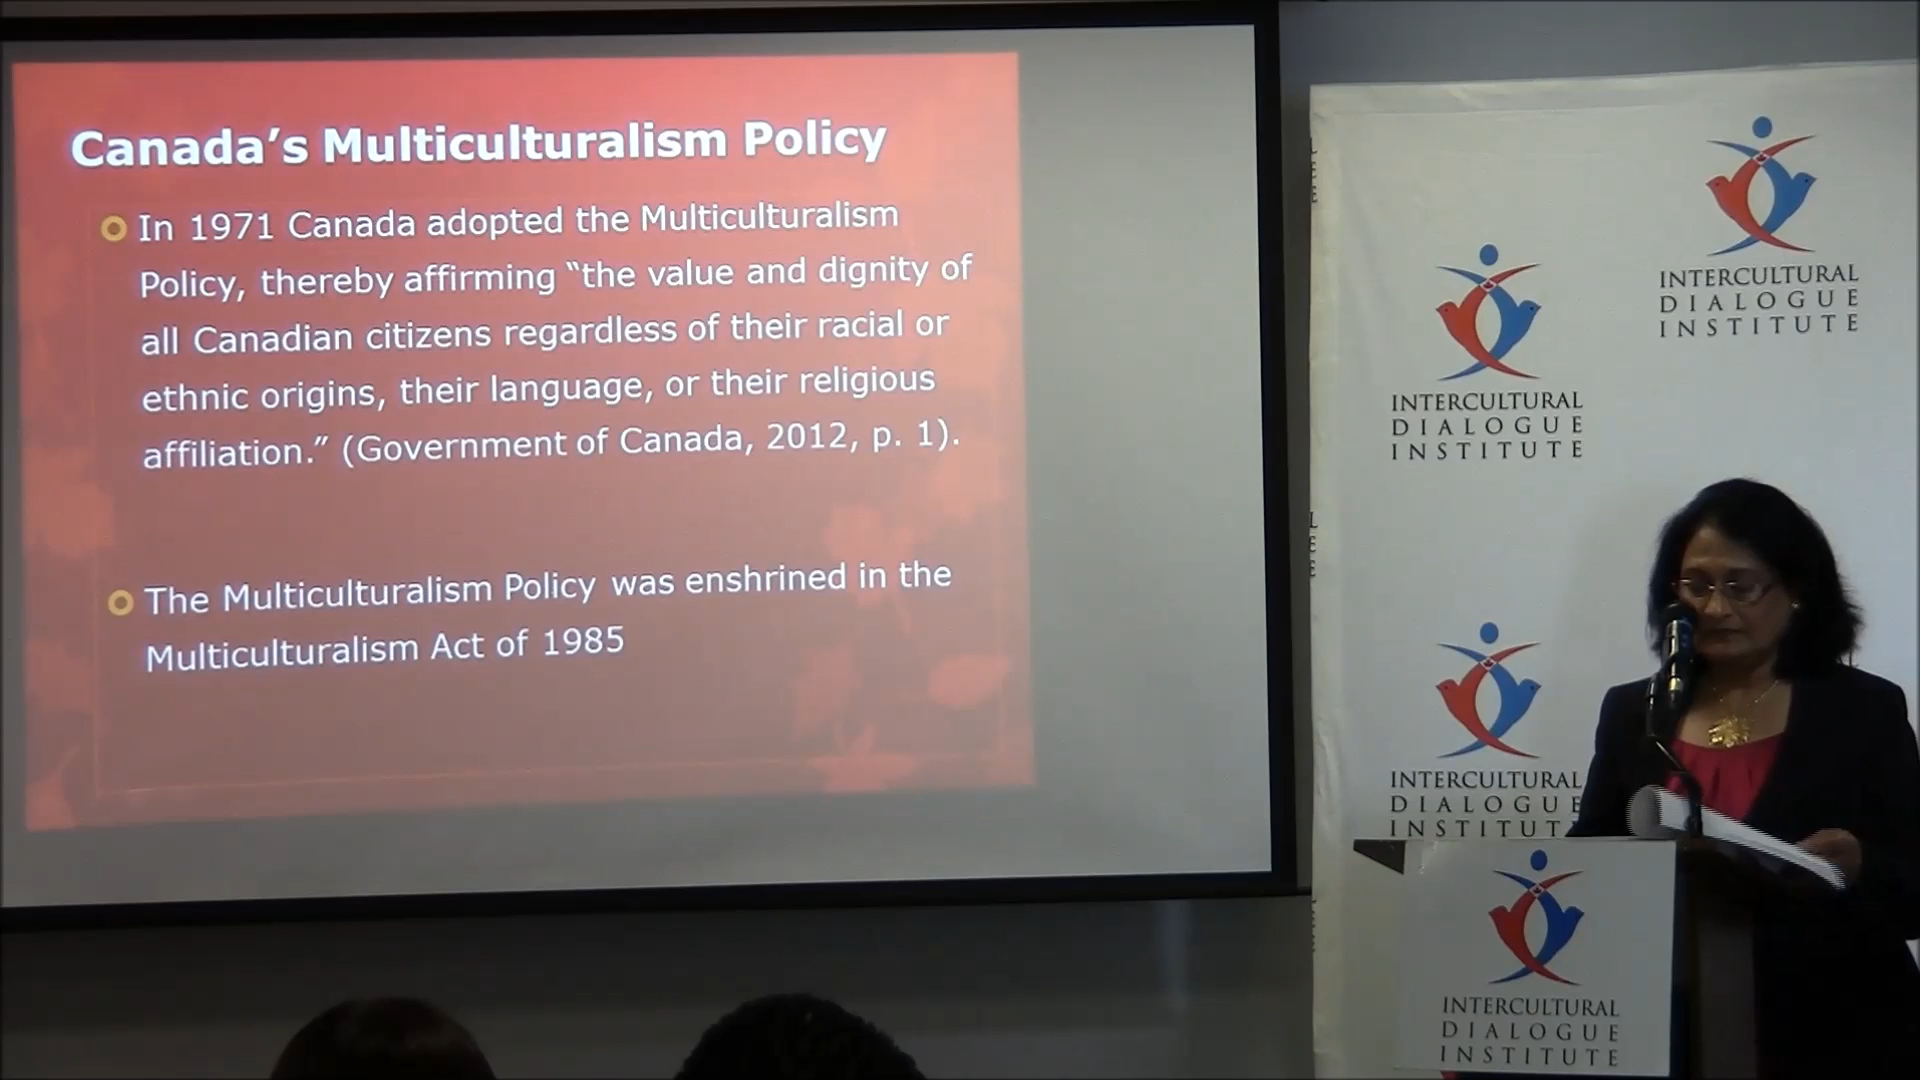 Canada’s Multiculturalism Policy
In 1971 Canada adopted the Multiculturalism
Policy, thereby affirming “the value and dignity of
all Canadian citizens regardless of their racial or
ethnic origins, their language, or their religious
affiliation.” (Government of Canada, 2012, p. 1).
The Multiculturalism Policy was enshrined in the
Multiculturalism Act of 1985
INTERCULTURAL
DIALOGUE
INSTITUTE
INTERCULTURAL
DIALOGUE
INSTITUTE
INTERCULTURAL
DIALOGUE
INSTITUT
INTERCULTURAL
DIALOGUE
INSTITUTE